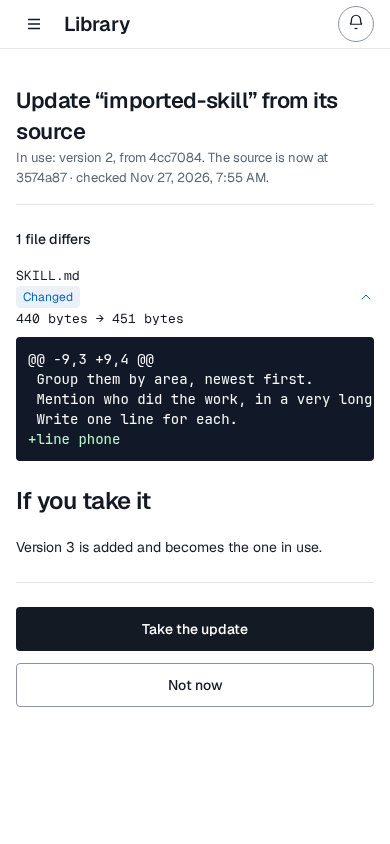 Library
Update “imported-skill” from its
source
In use: version 2, from 4cc7084. The source is now at
3574a87 · checked Nov 27, 2026, 7:55 AM.
1 file differs
SKILL.md
Changed
440 bytes → 451 bytes
@@ -9,3 +9,4 @@
Group them by area, newest first.
Mention who did the work, in a very long
Write one line for each.
+line phone
If you take it
Version 3 is added and becomes the one in use.
Take the update
Not now